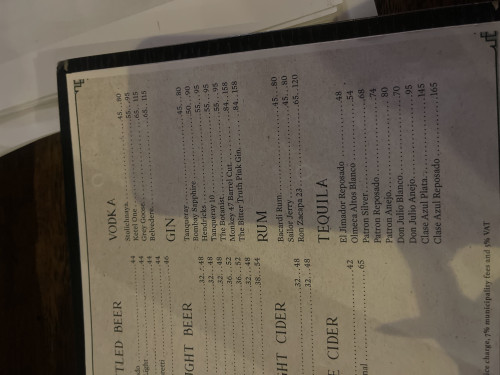 VODKA
Stolichnaya 45...80
Ketel One 55...95
Grey Goose 65...115
Belvedere 65...115
GIN
Tanqueray 45...80
Bombay Sapphire 50...90
Hendricks 55...95
Tanqueray 10 55...95
The Botanist 55...95
Monkey 47 Barrel Cut 84...158
The Bitter Truth Pink Gin 84...158
RUM
Bacardi Rum 45...80
Sailor Jerry 45...80
Ron Zacapa 23 65...120
TEQUILA
El Jimador Reposado 48
Olmeca Altos Blanco 54
Patron Silver 68
Patron Reposado 74
Patron Anejo 80
Don Julio Blanco 70
Don Julio Anejo 95
Clase Azul Plata 145
Clase Azul Reposado 165
TLED BEER
44
44
44
44
44
46
GHT BEER
32...48
32...48
32...48
36...52
36...52
32...48
38...54
GHT CIDER
32...48
32...48
E CIDER
42
65
ice charge, 7% municipality fees and 5% VAT